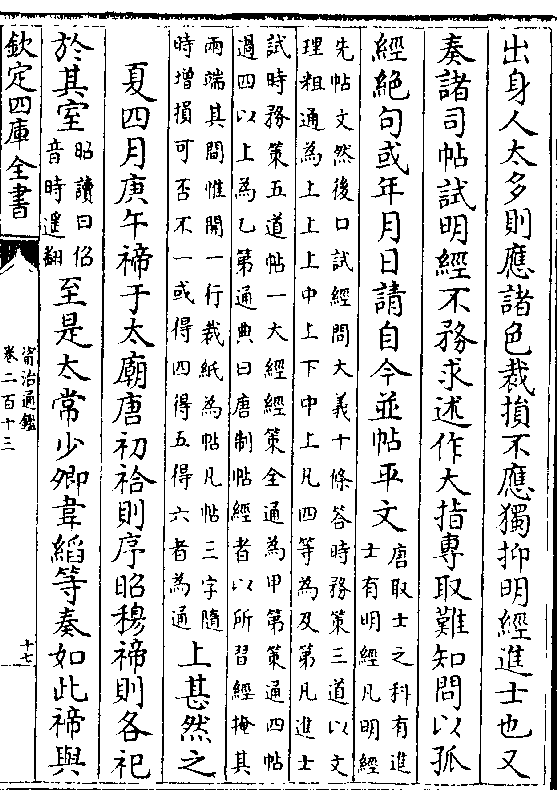 出身人太多則應諸色裁損不應獨抑明經進士也又
奏諸司帖試明經不務求述作大指專取難知問以孤
經絶句或年月日請自今並帖平文
唐取士之科有進
士有明經凡明經
先帖文然後口試經問大義十條答時務策三道以文
理粗通為上上上中上下中上凡四等為及第凡進士
試時務策五道帖一大經經策全通為甲第策通四帖
過四以上為乙第通典曰唐制帖經者以所習經掩其
兩端其間惟開一行裁紙為帖凡帖三字隨
時增損可否不一或得四得五得六者為通
上甚然之
夏四月庚午禘于太廟唐初祫則序昭穆禘則各祀
於其室
昭讀曰佋
音時遥翻
至是太常少卿韋縚等奏如此禘與
欽定四庫全書
資治通鑑
卷二百十三
十七